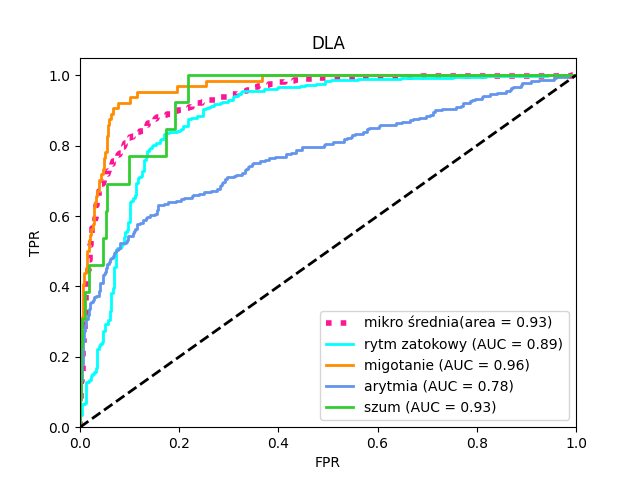 DLA
TPR
1.0
0.8
0.6
0.4
0.2
0.0
0.0 0.2 0.4 0.6 0.8 1.0
FPR
mikro średnia(area = 0.93)
rytm zatokowy (AUC = 0.89)
migotanie (AUC = 0.96)
arytmia (AUC = 0.78)
szum (AUC = 0.93)